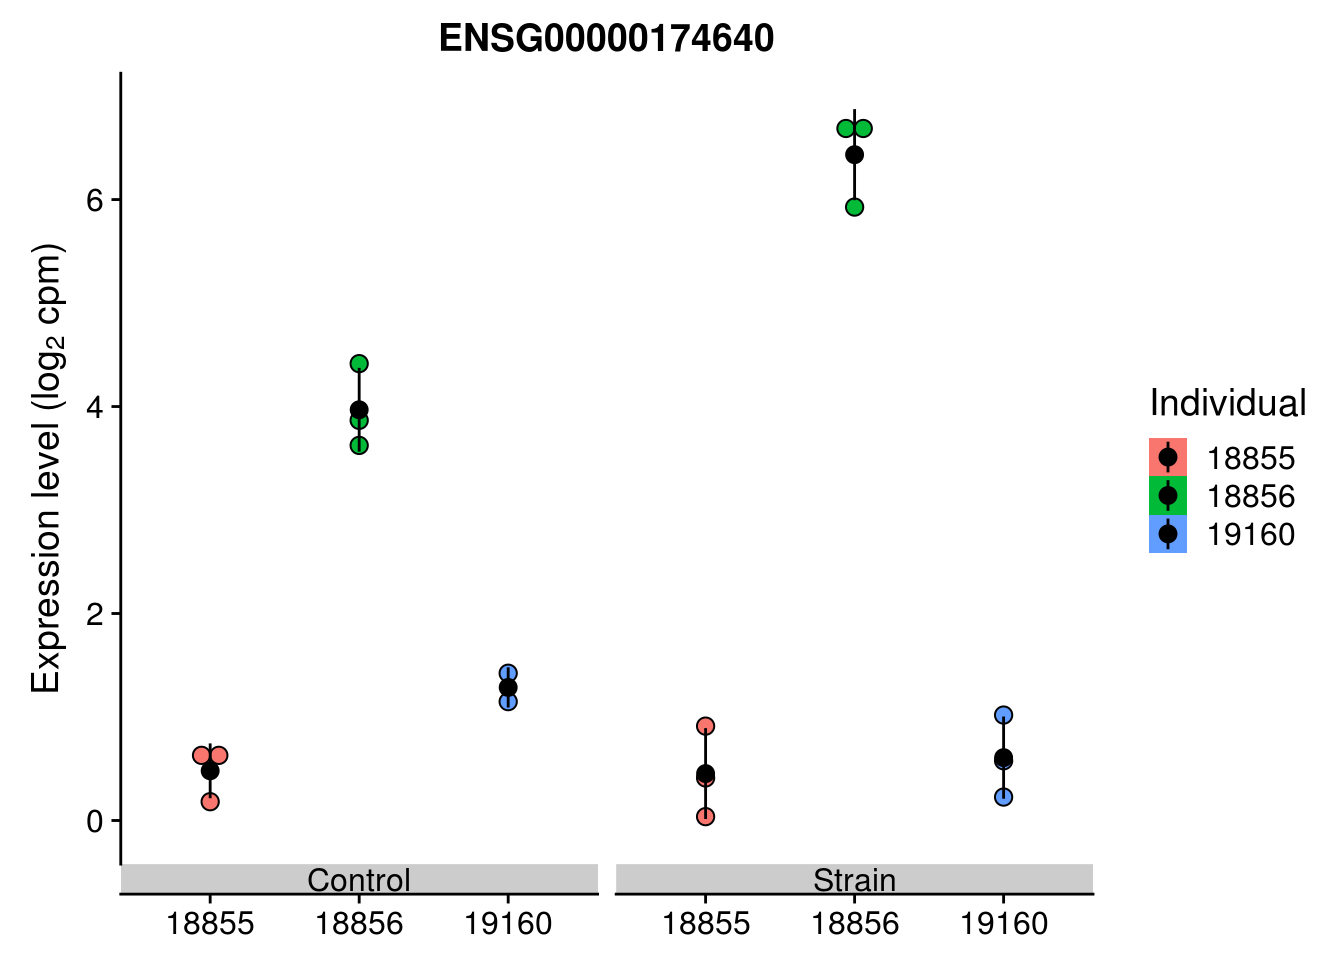 ENSG00000174640
Expression level (log₂ cpm)
6
4
2
0
Control
Strain
18855 18856 19160
18855 18856 19160
Individual
18855
18856
19160